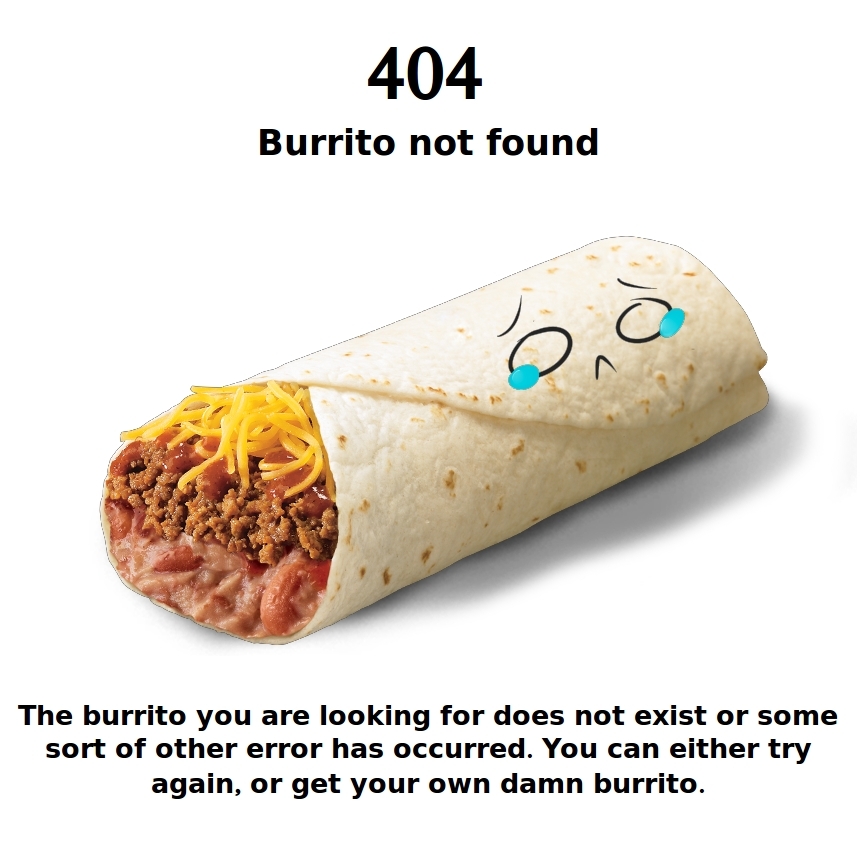 404
Burrito not found
The burrito you are looking for does not exist or some
sort of other error has occurred. You can either try
again, or get your own damn burrito.